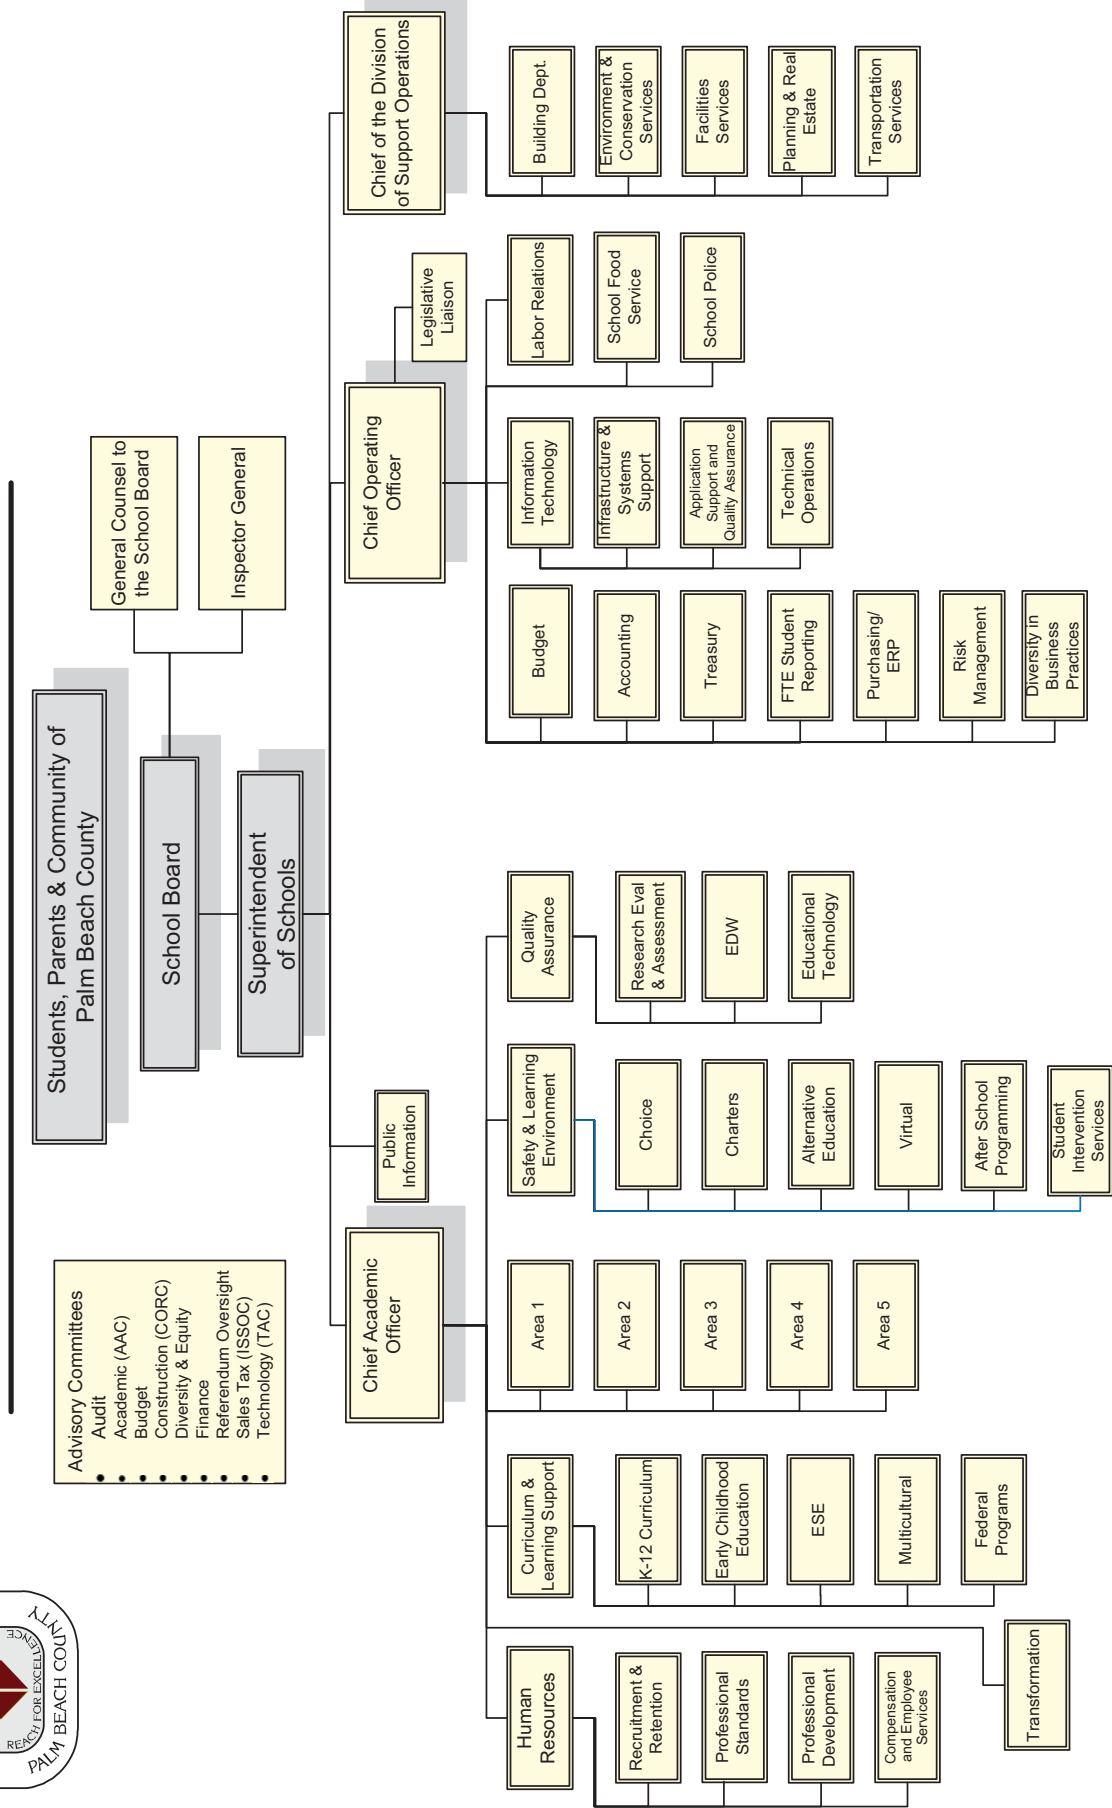 REACH FOR EXCELLENCE
PALM BEACH COUNTY
Advisory Committees
• Audit
• Academic (AAC)
• Budget
• Construction (CORC)
• Diversity & Equity
• Finance
• Referendum Oversight
• Sales Tax (ISSOC)
• Technology (TAC)
Students, Parents & Community of
Palm Beach County
School Board
General Counsel to
the School Board
Inspector General
Superintendent
of Schools
Public
Information
Chief Academic
Officer
Chief Operating
Officer
Legislative
Liaison
Chief of the Division
of Support Operations
Human
Resources
Recruitment &
Retention
Professional
Standards
Professional
Development
Compensation
and Employee
Services
Transformation
Curriculum &
Learning Support
K-12 Curriculum
Early Childhood
Education
ESE
Multicultural
Federal
Programs
Area 1
Area 2
Area 3
Area 4
Area 5
Safety & Learning
Environment
Choice
Charters
Alternative
Education
Virtual
After School
Programming
Student
Intervention
Services
Quality
Assurance
Research Eval
& Assessment
EDW
Educational
Technology
Budget
Accounting
Treasury
FTE Student
Reporting
Purchasing/
ERP
Risk
Management
Diversity in
Business
Practices
Information
Technology
Infrastructure &
Systems
Support
Application
Support and
Quality Assurance
Technical
Operations
Labor Relations
School Food
Service
School Police
Building Dept.
Environment &
Conservation
Services
Facilities
Services
Planning & Real
Estate
Transportation
Services